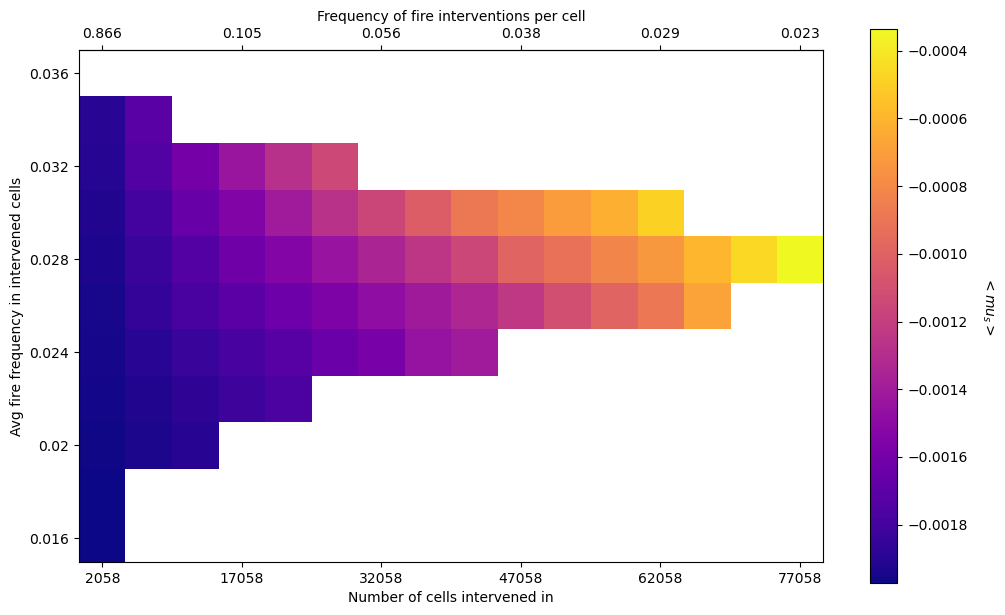 Frequency of fire interventions per cell
0.866 0.105 0.056 0.038 0.029 0.023
Avg fire frequency in intervened cells
0.036
0.032
0.028
0.024
0.02
0.016
2058 17058 32058 47058 62058 77058
Number of cells intervened in
−0.0004
−0.0006
−0.0008
−0.0010
−0.0012
−0.0014
−0.0016
−0.0018
< mu_s >